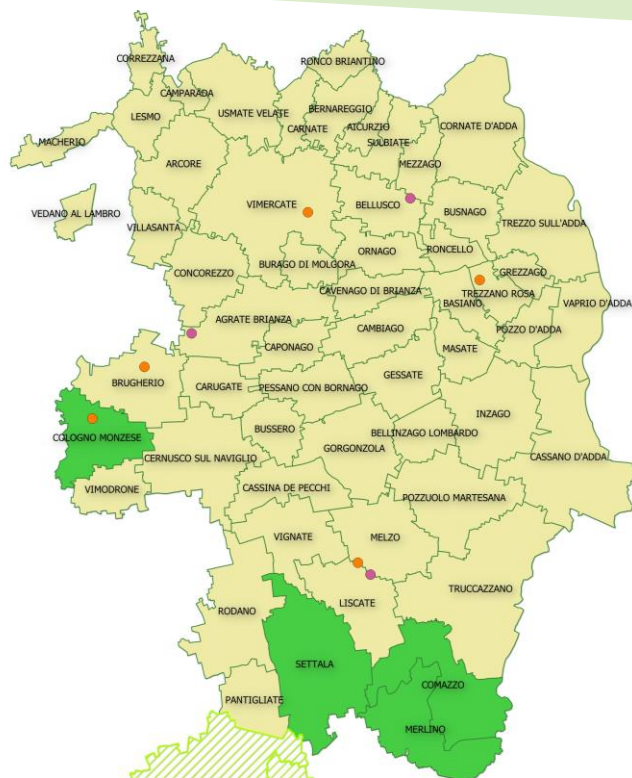 CORREZZANA
RONCO BRIANTINO
CAMPARADA
LESMO
USMATE VELATE
BERNAREGGIO
CARNATE
AICURZIO
CORNATE D'ADDA
MACHERIO
SULBIATE
ARCORE
MEZZAGO
VIMERCATE
BELLUSCO
BUSNAGO
VEDANO AL LAMBRO
VILLASANTA
TREZZO SULL'ADDA
ORNAGO
RONCELLO
CONCOREZZO
BURAGO DI MOLGORA
GREZZAGO
CAVENAGO DI BRIANZA
TREZZANO ROSA
BASIANO
VAPRIO D'ADDA
AGRATE BRIANZA
CAMBIAGO
POZZO D'ADDA
CAPONAGO
MASATE
GESSATE
BRUGHERIO
CARUGATE
PESSANO CON BORNAGO
INZAGO
BUSSERO
COLOGNO MONZESE
BELLINZAGO LOMBARDO
GORGONZOLA
CERNUSCO SUL NAVIGLIO
CASSANO D'ADDA
VIMODRONE
CASSINA DE PECCHI
POZZUOLO MARTESANA
VIGNATE
MELZO
TRUCCAZZANO
LISCATE
RODANO
SETTALA
COMAZZO
PANTIGLIATE
MERLINO